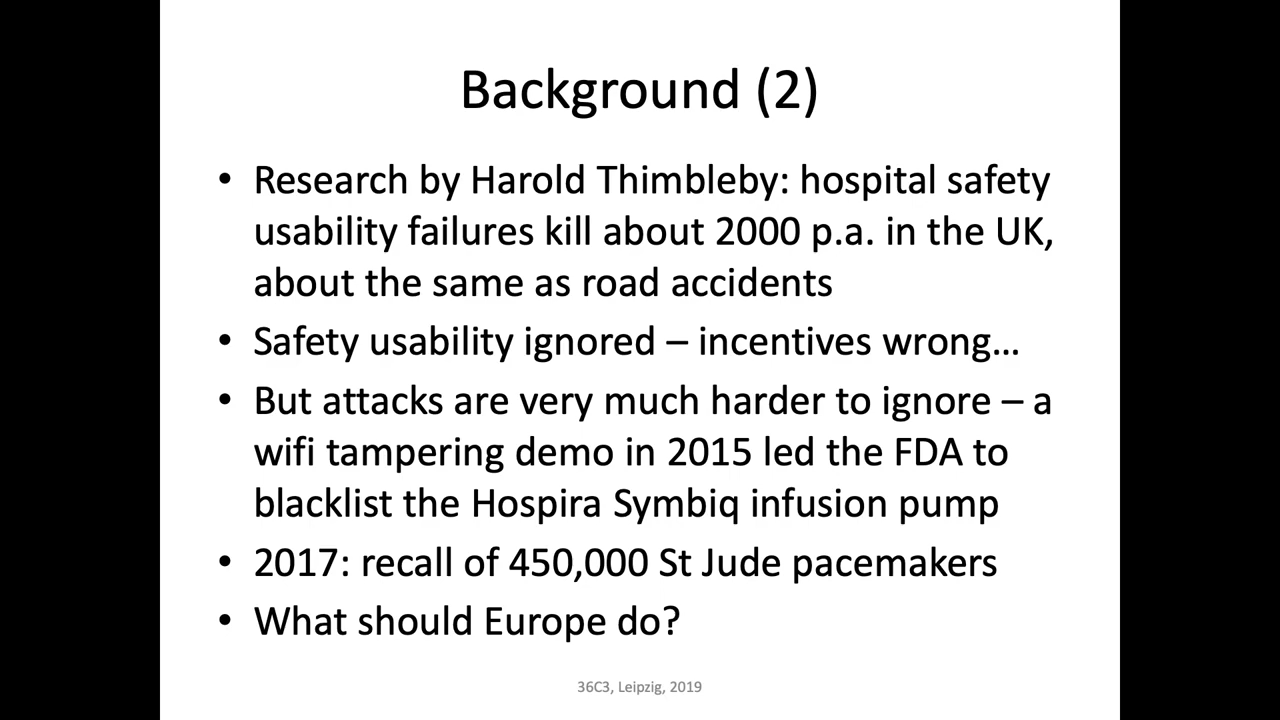 Background (2)
• Research by Harold Thimbleby: hospital safety
usability failures kill about 2000 p.a. in the UK,
about the same as road accidents
• Safety usability ignored – incentives wrong…
• But attacks are very much harder to ignore – a
wifi tampering demo in 2015 led the FDA to
blacklist the Hospira Symbiq infusion pump
• 2017: recall of 450,000 St Jude pacemakers
• What should Europe do?
36C3, Leipzig, 2019